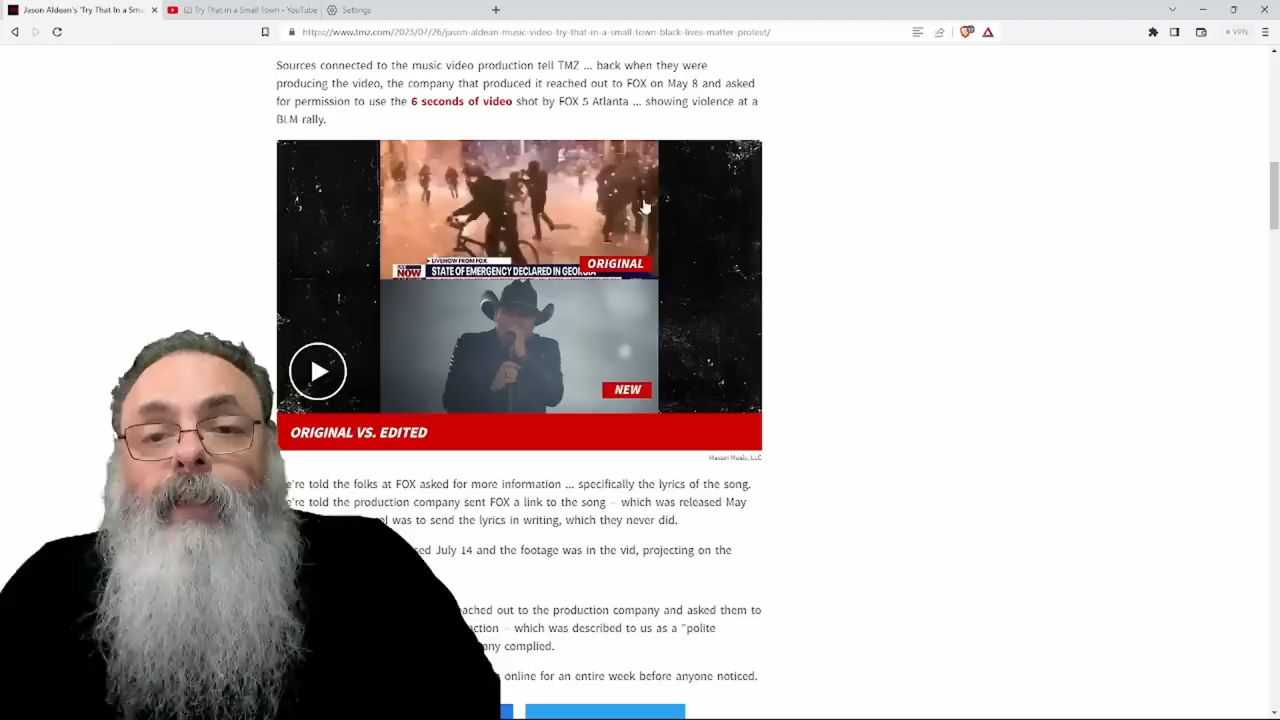 Jason Aldean's 'Try That In a Sma
(2) Try That in a Small Town - YouTube
Settings
https://www.tmz.com/2023/07/26/jason-aldean-music-video-try-that-in-a-small-town-black-lives-matter-protest/
VPN
Sources connected to the music video production tell TMZ ... back when they were
producing the video, the company that produced it reached out to FOX on May 8 and asked
for permission to use the 6 seconds of video shot by FOX 5 Atlanta ... showing violence at a
BLM rally.
LIVENOW FROM FOX
NOW
STATE OF EMERGENCY DECLARED IN GEORGIA
ORIGINAL
NEW
ORIGINAL VS. EDITED
Macon Music, LLC
e're told the folks at FOX asked for more information ... specifically the lyrics of the song.
e're told the production company sent FOX a link to the song – which was released May
was to send the lyrics in writing, which they never did.
sed July 14 and the footage was in the vid, projecting on the
ached out to the production company and asked them to
ction – which was described to us as a "polite
any complied.
online for an entire week before anyone noticed.